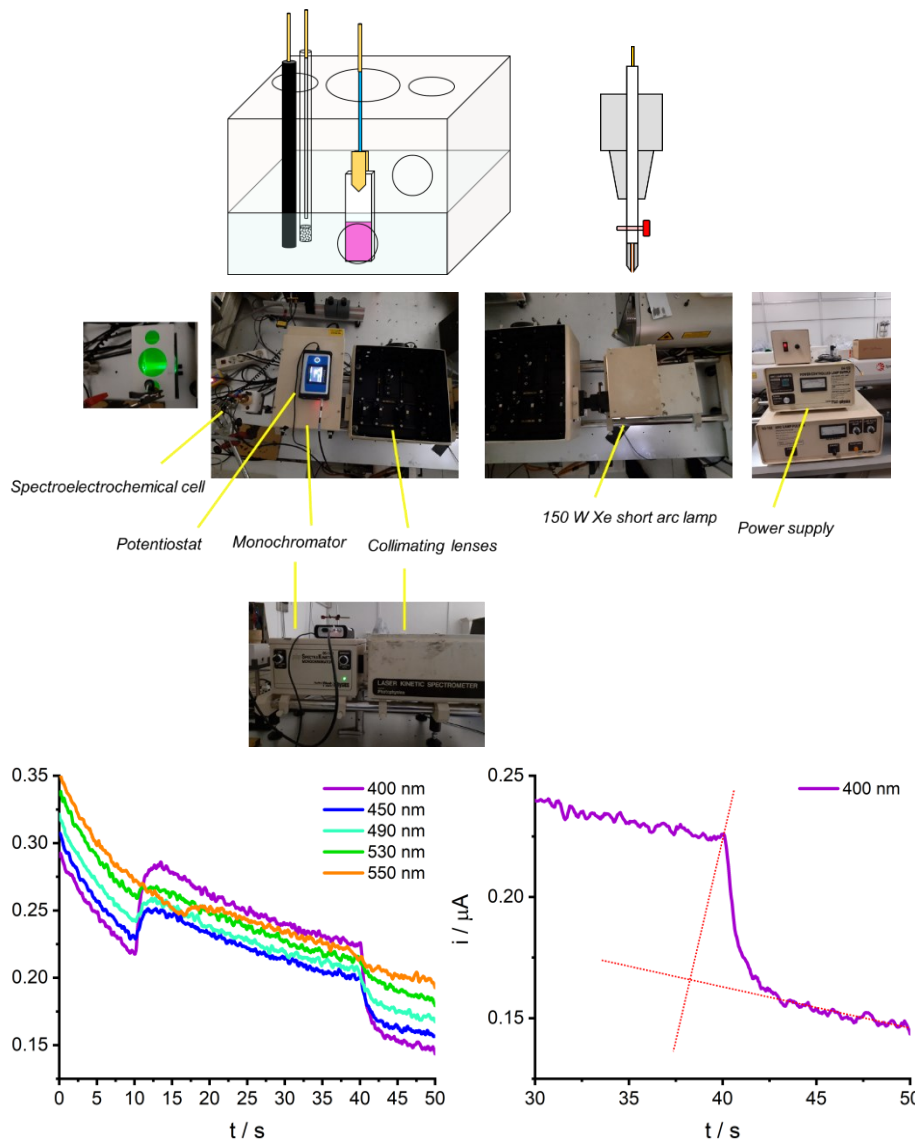 Spectroelectrochemical cell
Potentiostat
Monochromator
Collimating lenses
150 W Xe short arc lamp
Power supply
LASER KINETIC SPECTROMETER
0.35
0.30
0.25
0.20
0.15
i / µA
400 nm
450 nm
490 nm
530 nm
550 nm
0 5 10 15 20 25 30 35 40 45 50
t / s
0.25
0.20
0.15
i / µA
400 nm
30 35 40 45 50
t / s